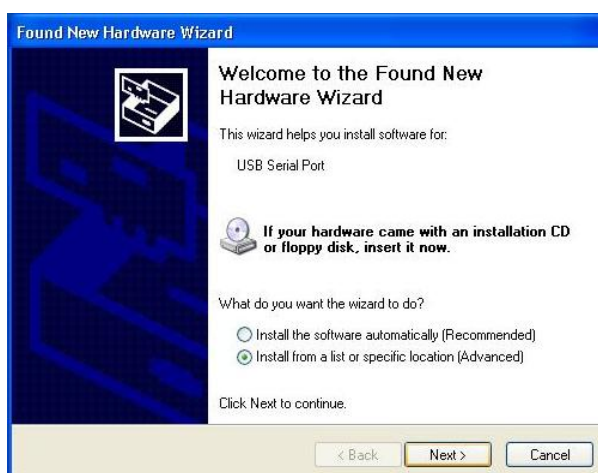 Found New Hardware Wizard
Welcome to the Found New
Hardware Wizard
This wizard helps you install software for:
USB Serial Port
If your hardware came with an installation CD
or floppy disk, insert it now.
What do you want the wizard to do?
Install the software automatically (Recommended)
Install from a list or specific location (Advanced)
Click Next to continue.
< Back Next > Cancel